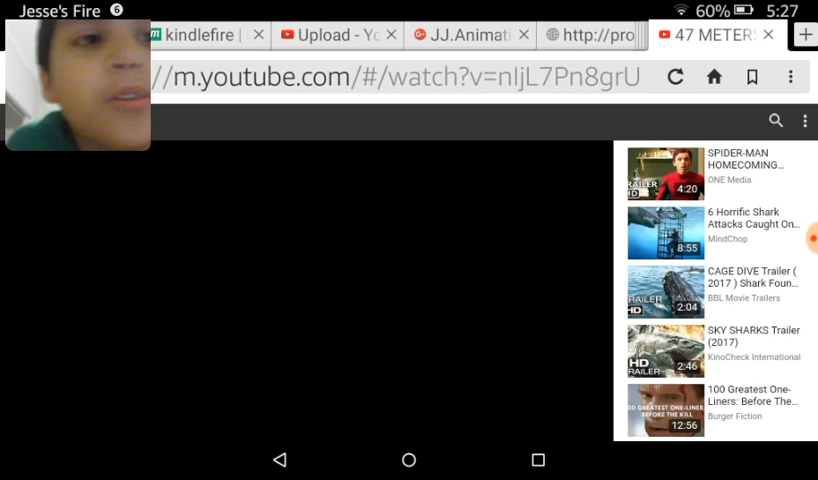 Jesse's Fire 6 60% 5:27
kindlefire | Upload - Yo JJ.Animati http://pro 47 METERS
//m.youtube.com/#/watch?v=nIjL7Pn8grU
SPIDER-MAN
HOMECOMING...
ONE Media
TRAILER
HD
4:20
6 Horrific Shark
Attacks Caught On...
MindChop
8:55
CAGE DIVE Trailer (
2017 ) Shark Foun...
BBL Movie Trailers
TRAILER
HD
2:04
SKY SHARKS Trailer
(2017)
KinoCheck International
HD
TRAILER
2:46
100 Greatest One-
Liners: Before The...
Burger Fiction
100 GREATEST ONE-LINER
BEFORE THE KILL
12:56